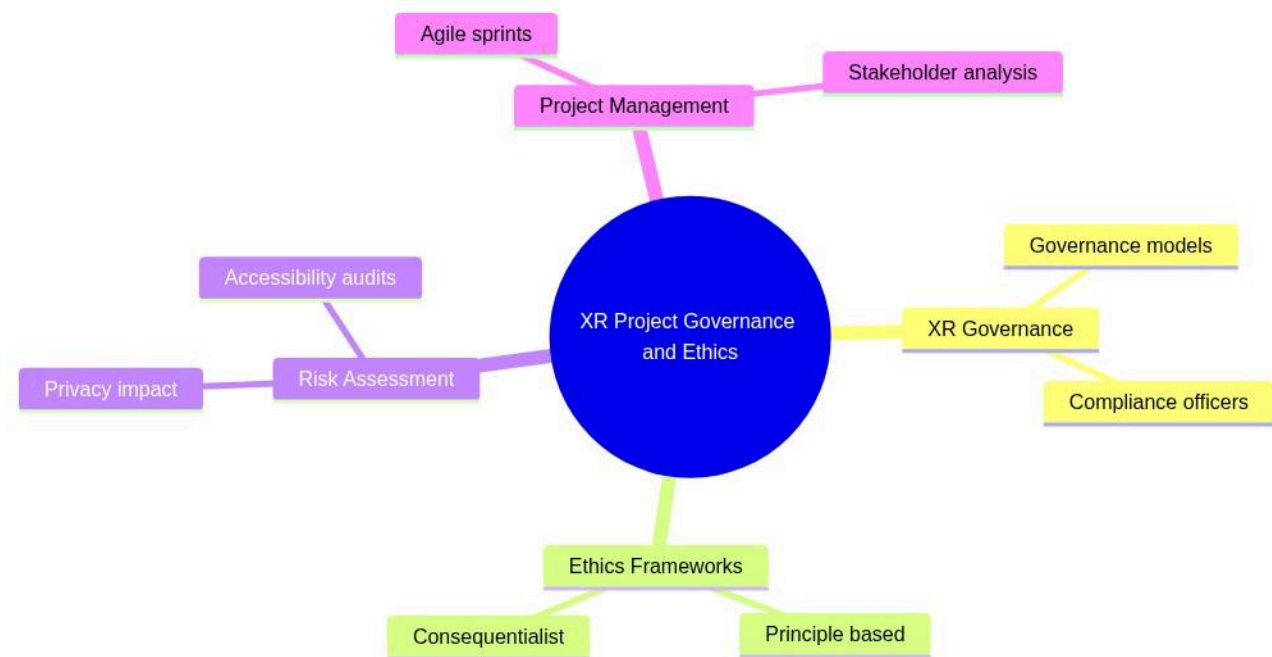 Agile sprints
Stakeholder analysis
Project Management
Governance models
Accessibility audits
XR Project Governance
and Ethics
XR Governance
Risk Assessment
Privacy impact
Compliance officers
Ethics Frameworks
Consequentialist
Principle based